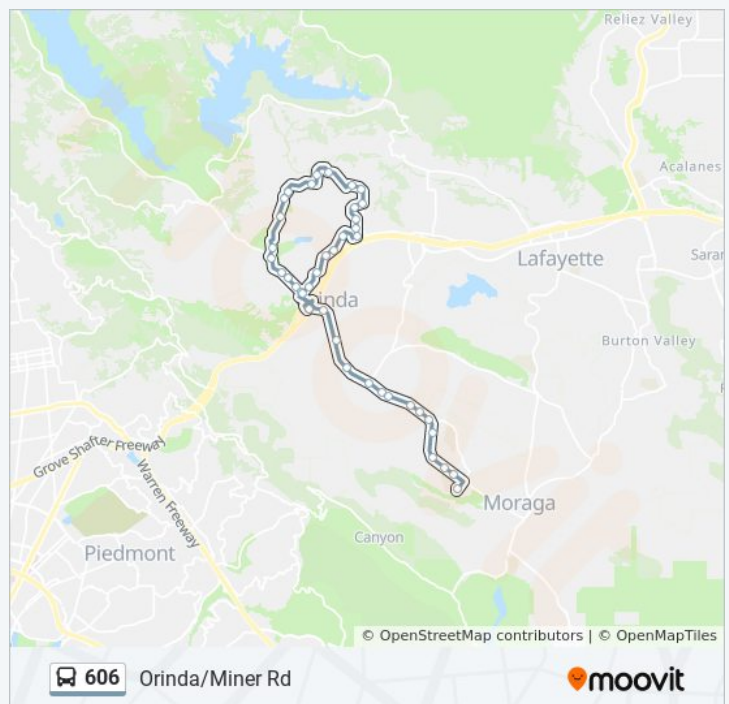 Reliez Valley
Acalanes
Lafayette
Saran
inda
Burton Valley
Grove Shafter Freeway
Warren Freeway
Moraga
Canyon
Piedmont
© OpenStreetMap contributors | © OpenMapTiles
606 Orinda/Miner Rd
moovit